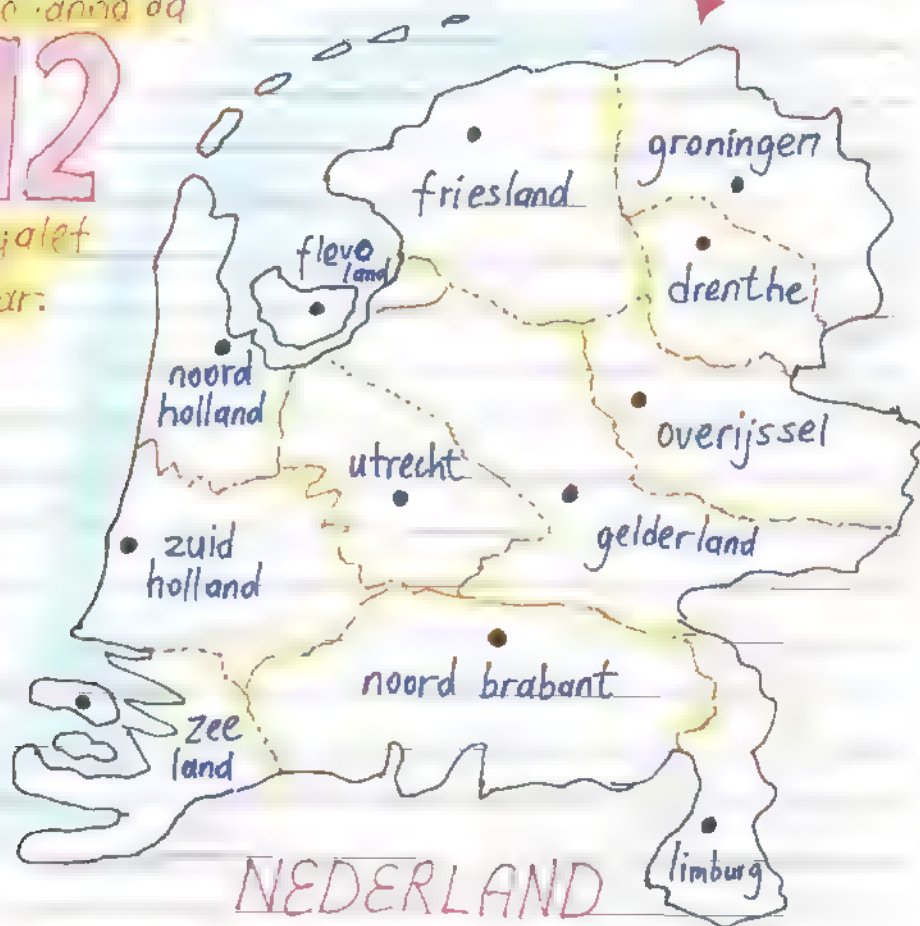 da
12
groningen
friesland
flevo
land
drenthe
noord
holland
overijssel
utrecht
gelderland
zuid
holland
noord brabant
zee
land
limburg
NEDERLAND